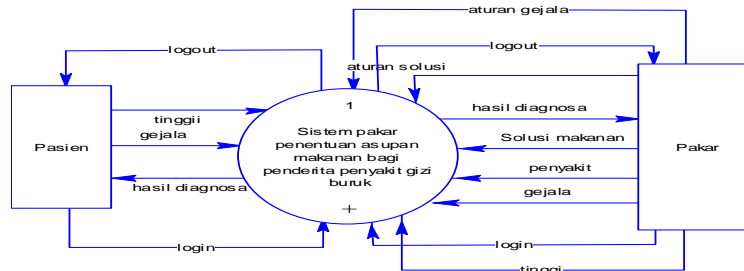 aturan gejala
logout
logout
aturan solusi
1
tinggii
hasil diagnosa
gejala
Pasien
Sistem pakar
penentuan asupan
makanan bagi
penderita penyakit gizi
buruk
+
Solusi makanan
Pakar
penyakit
hasil diagnosa
gejala
login
login
tinggi